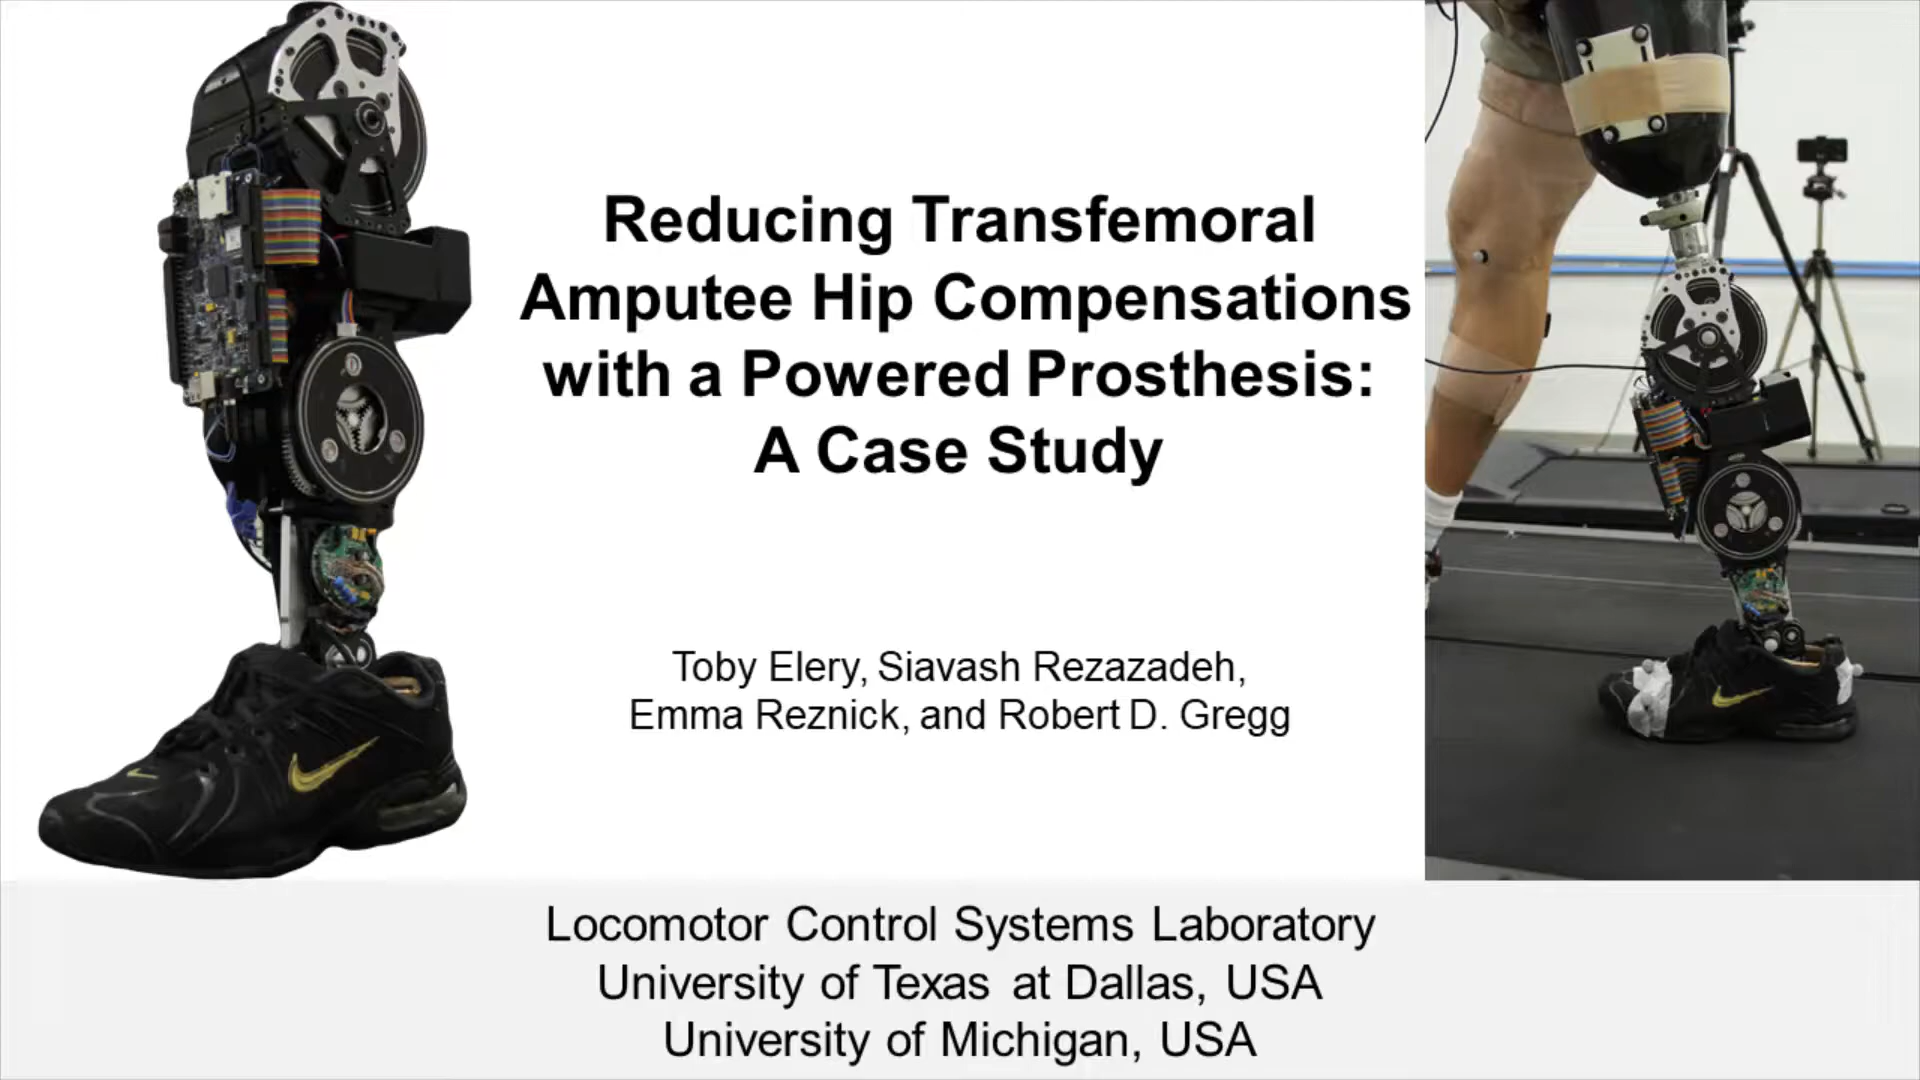 Reducing Transfemoral
Amputee Hip Compensations
with a Powered Prosthesis:
A Case Study
Toby Elery, Siavash Rezazadeh,
Emma Reznick, and Robert D. Gregg
Locomotor Control Systems Laboratory
University of Texas at Dallas, USA
University of Michigan, USA